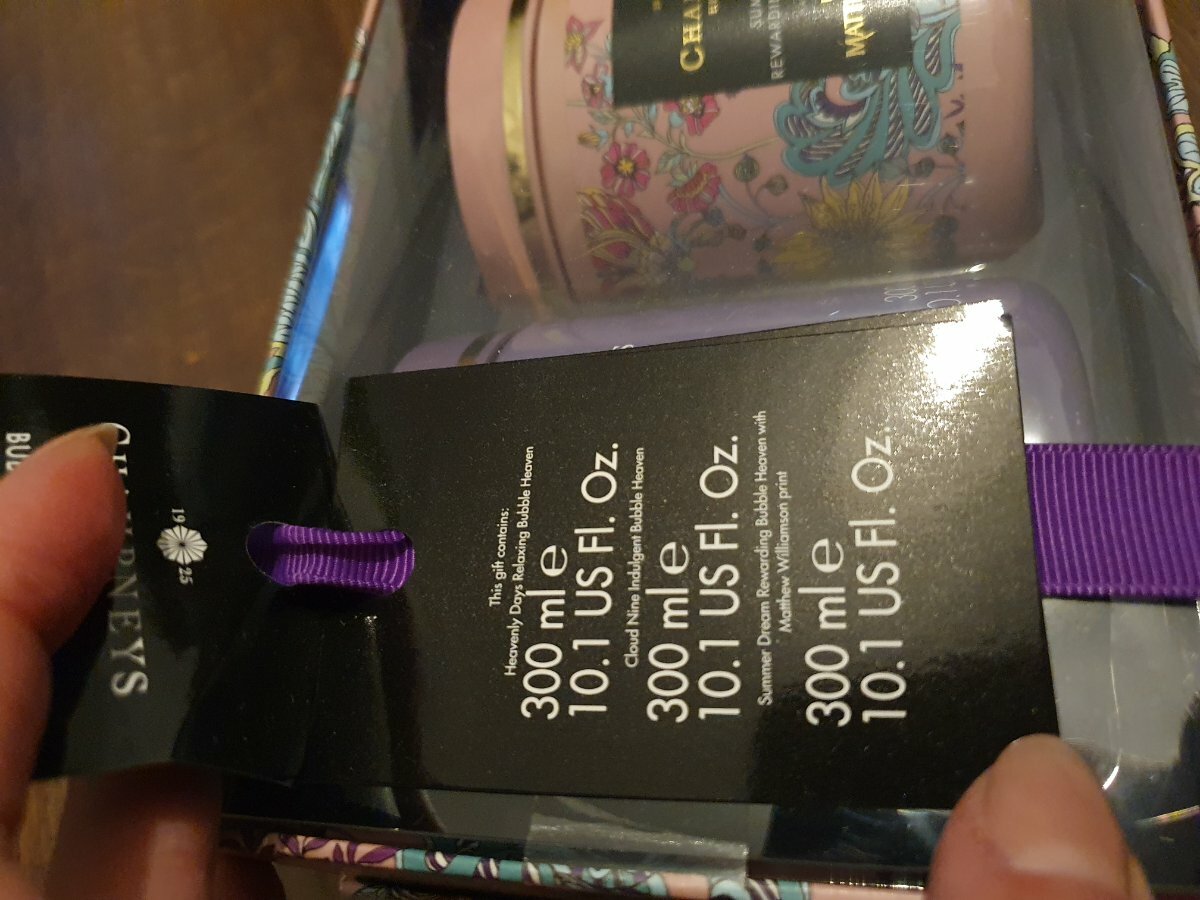 This gift contains:
Heavenly Days Relaxing Bubble Heaven
300 ml e
10.1 US Fl. Oz.
Cloud Nine Indulgent Bubble Heaven
300 ml e
10.1 US Fl. Oz.
Summer Dream Rewarding Bubble Heaven with
Matthew Williamson print
300 ml e
10.1 US Fl. Oz.
19 25